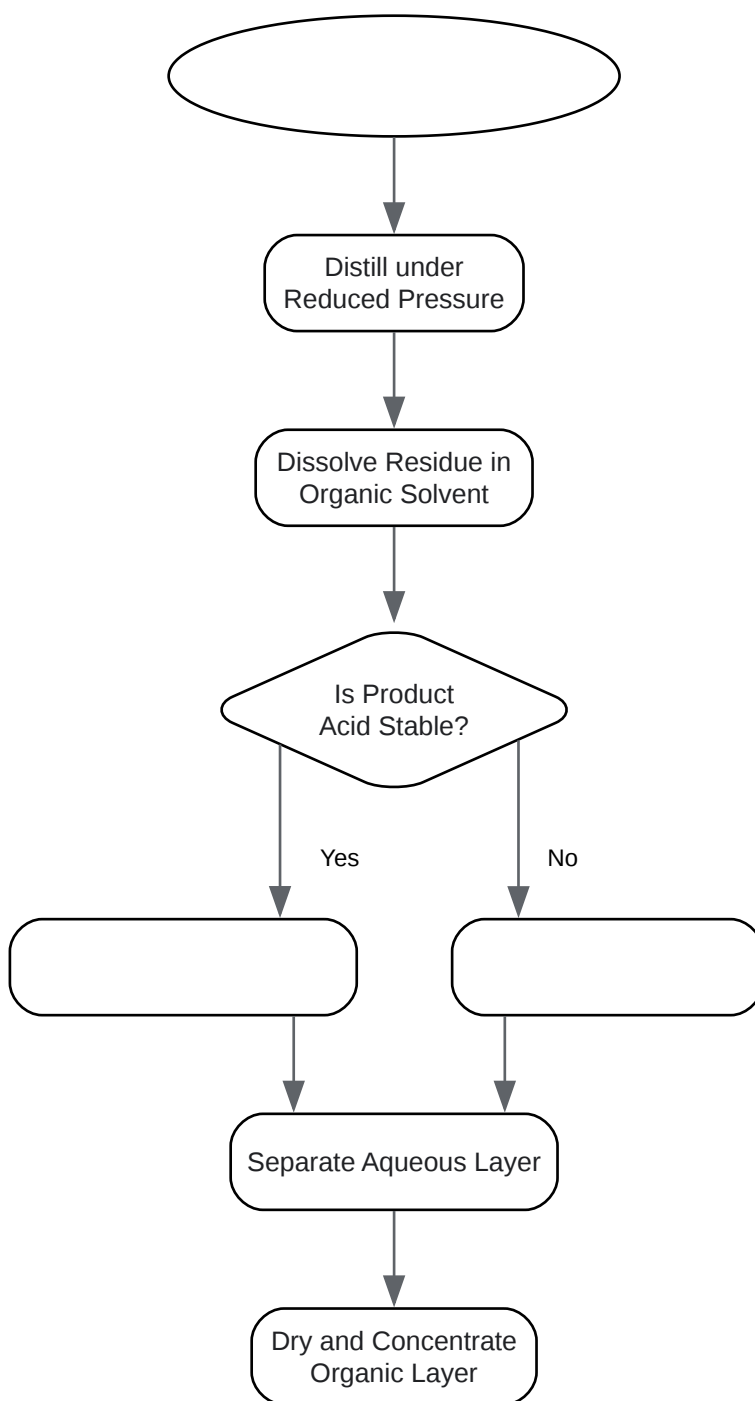 Distill under
Reduced Pressure
Dissolve Residue in
Organic Solvent
Is Product
Acid Stable?
Yes
No
Separate Aqueous Layer
Dry and Concentrate
Organic Layer